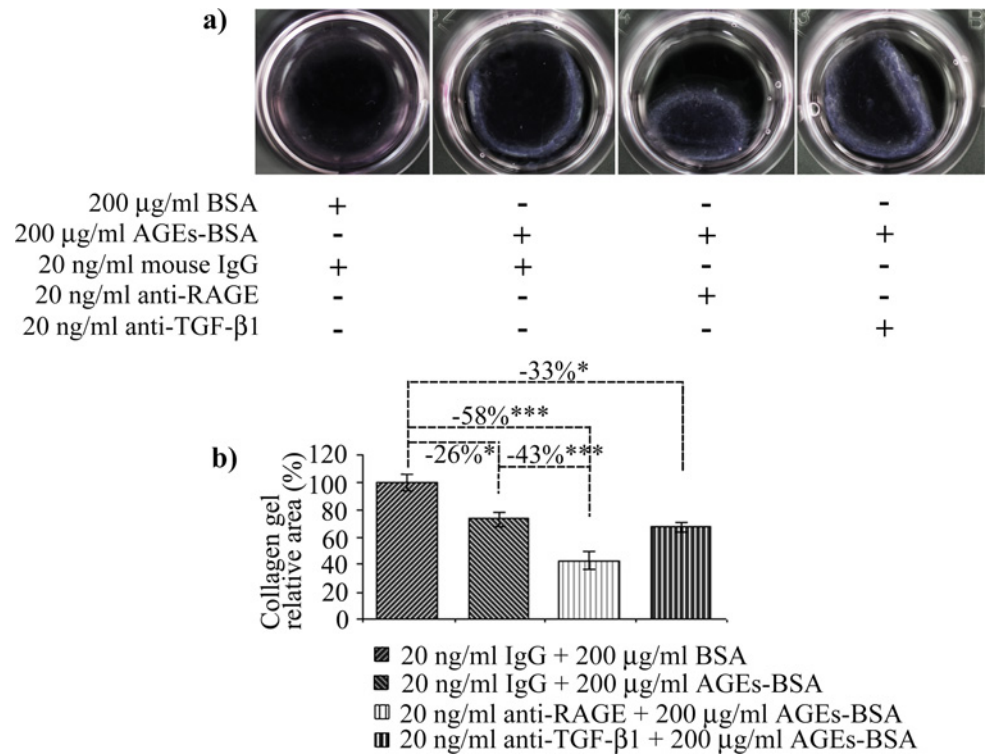 a)
200 μg/ml BSA + - - -
200 μg/ml AGEs-BSA - + + +
20 ng/ml mouse IgG + + - -
20 ng/ml anti-RAGE - - + -
20 ng/ml anti-TGF-β1 - - - +
-33%*
-58%***
b)
-26%* -43%***
Collagen gel
relative area (%)
120
100
80
60
40
20
0
20 ng/ml IgG + 200 μg/ml BSA
20 ng/ml IgG + 200 μg/ml AGEs-BSA
20 ng/ml anti-RAGE + 200 μg/ml AGEs-BSA
20 ng/ml anti-TGF-β1 + 200 μg/ml AGEs-BSA